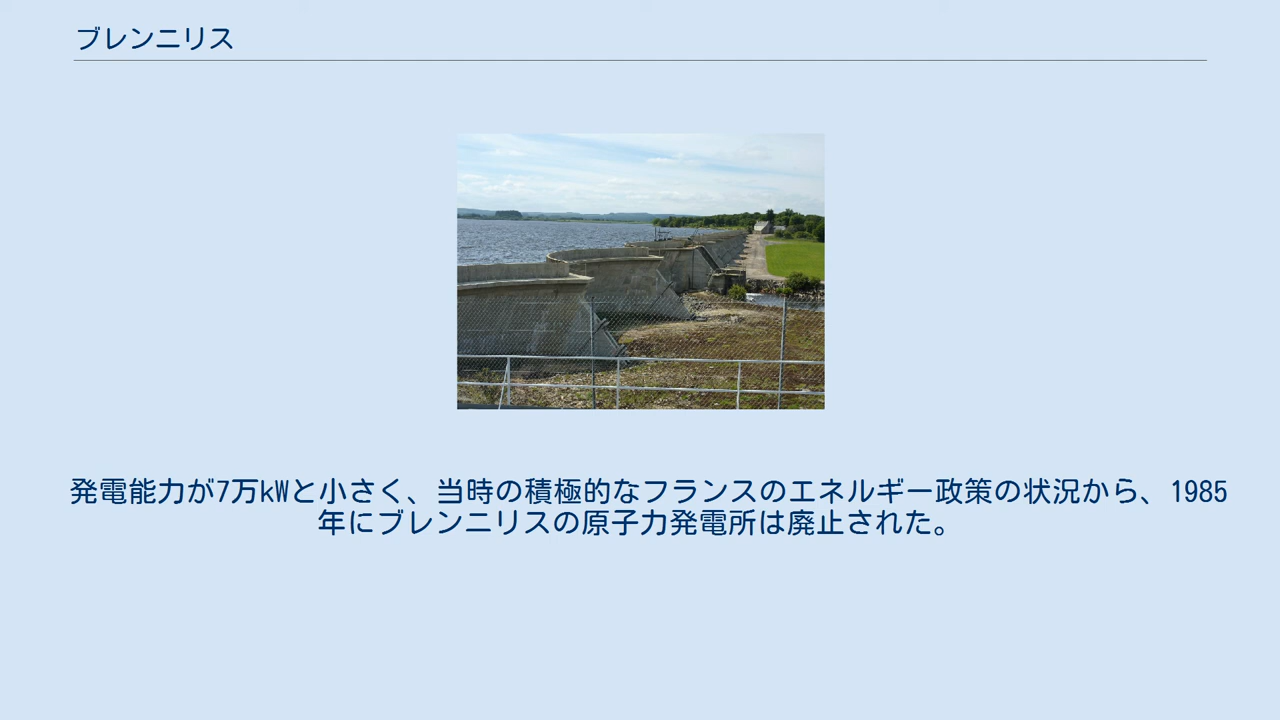 ブレンニリス
発電能力が7万kWと小さく、当時の積極的なフランスのエネルギー政策の状況から、1985
年にブレンニリスの原子力発電所は廃止された。